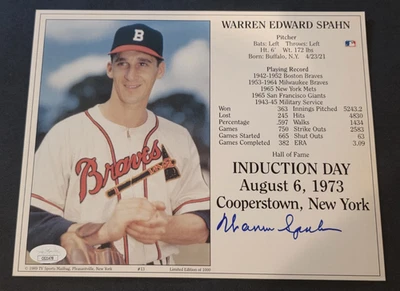 WARREN EDWARD SPAHN
Pitcher
Bats: Left Throws: Left
Ht. 6' Wt. 172 lbs
Born: Buffalo, N.Y. 4/23/21
Playing Record
1942-1952 Boston Braves
1953-1964 Milwaukee Braves
1965 New York Mets
1965 San Francisco Giants
1943-45 Military Service
Won 363 Innings Pitched 5243.2
Lost 245 Hits 4830
Percentage .597 Walks 1434
Games 750 Strike Outs 2583
Games Started 665 Shut Outs 63
Games Completed 382 ERA 3.09
Hall of Fame
INDUCTION DAY
August 6, 1973
Cooperstown, New York
Warren Spahn
B
Braves
JSA
Limited Edition of